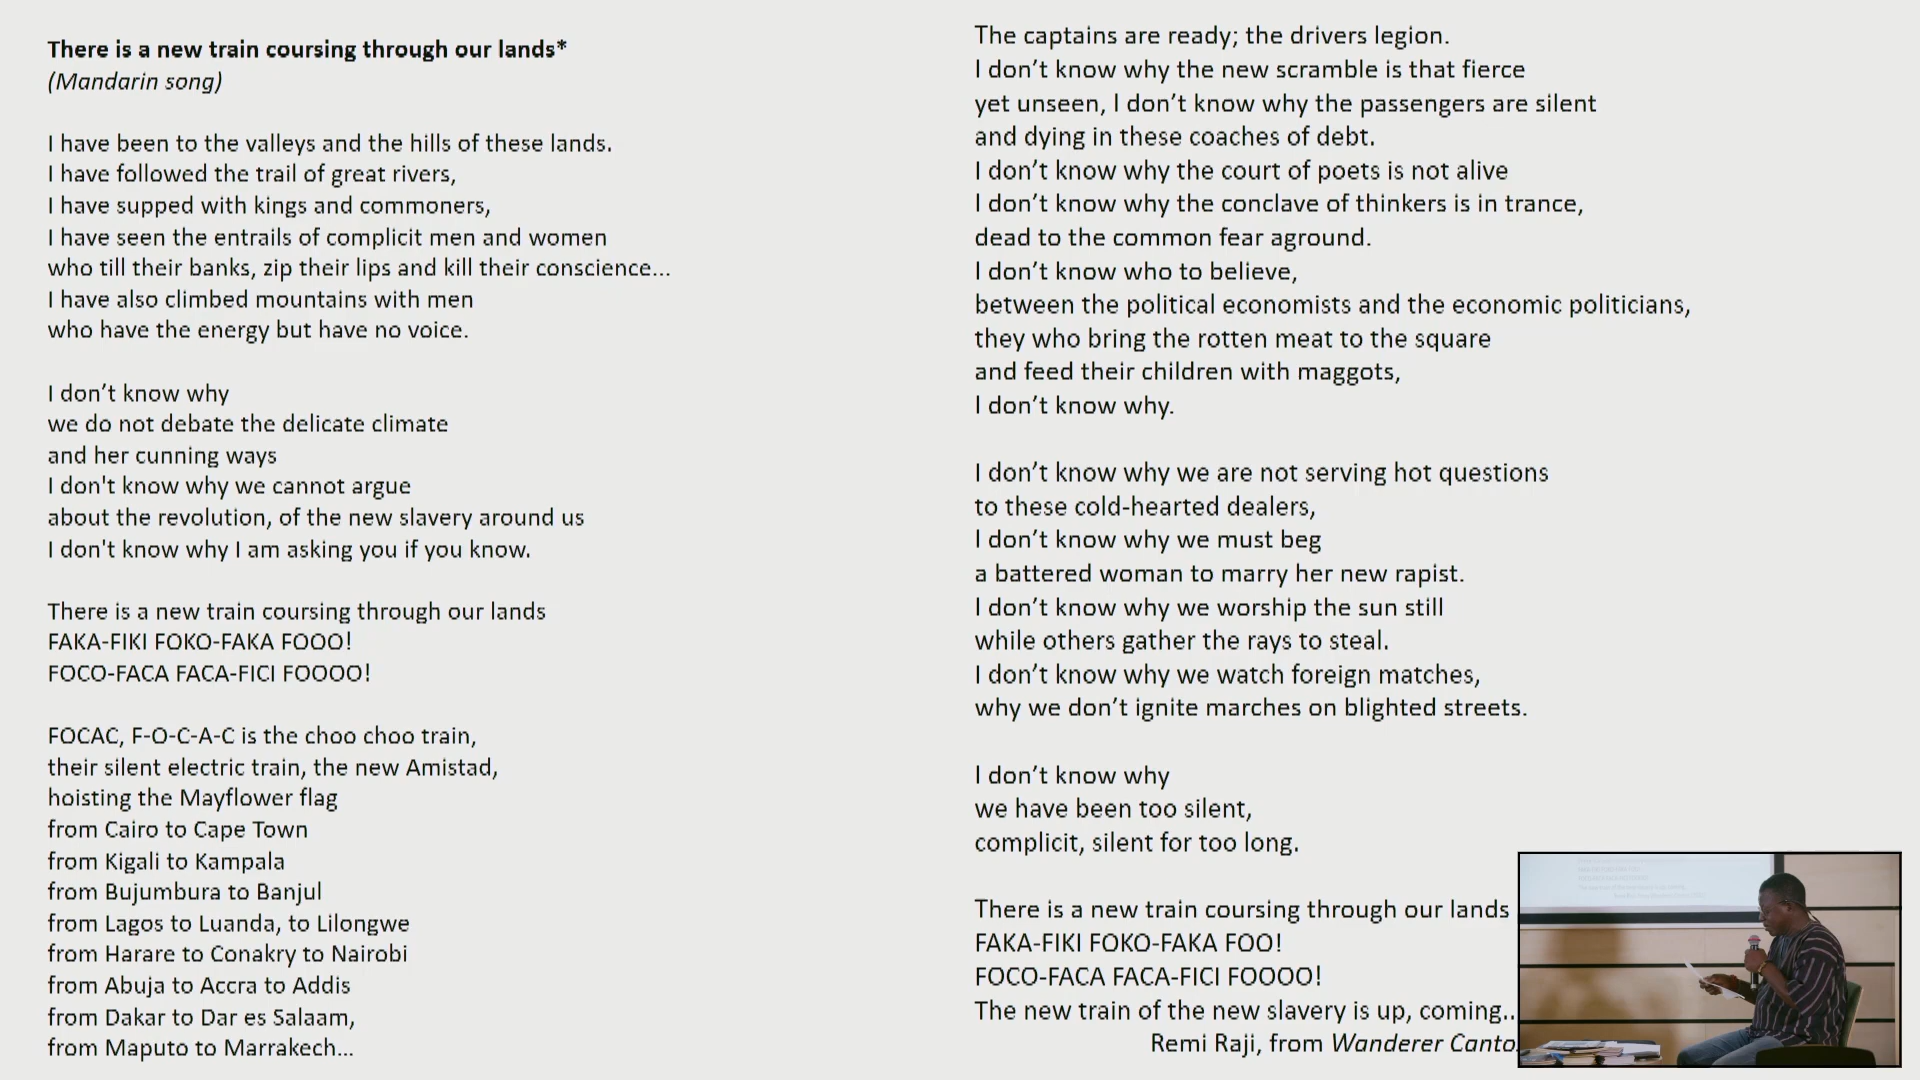 There is a new train coursing through our lands*
(Mandarin song)
I have been to the valleys and the hills of these lands.
I have followed the trail of great rivers,
I have supped with kings and commoners,
I have seen the entrails of complicit men and women
who till their banks, zip their lips and kill their conscience...
I have also climbed mountains with men
who have the energy but have no voice.
I don’t know why
we do not debate the delicate climate
and her cunning ways
I don't know why we cannot argue
about the revolution, of the new slavery around us
I don't know why I am asking you if you know.
There is a new train coursing through our lands
FAKA-FIKI FOKO-FAKA FOOO!
FOCO-FACA FACA-FICI FOOOO!
FOCAC, F-O-C-A-C is the choo choo train,
their silent electric train, the new Amistad,
hoisting the Mayflower flag
from Cairo to Cape Town
from Kigali to Kampala
from Bujumbura to Banjul
from Lagos to Luanda, to Lilongwe
from Harare to Conakry to Nairobi
from Abuja to Accra to Addis
from Dakar to Dar es Salaam,
from Maputo to Marrakech...
The captains are ready; the drivers legion.
I don’t know why the new scramble is that fierce
yet unseen, I don’t know why the passengers are silent
and dying in these coaches of debt.
I don’t know why the court of poets is not alive
I don’t know why the conclave of thinkers is in trance,
dead to the common fear aground.
I don’t know who to believe,
between the political economists and the economic politicians,
they who bring the rotten meat to the square
and feed their children with maggots,
I don’t know why.
I don’t know why we are not serving hot questions
to these cold-hearted dealers,
I don’t know why we must beg
a battered woman to marry her new rapist.
I don’t know why we worship the sun still
while others gather the rays to steal.
I don’t know why we watch foreign matches,
why we don’t ignite marches on blighted streets.
I don’t know why
we have been too silent,
complicit, silent for too long.
There is a new train coursing through our lands
FAKA-FIKI FOKO-FAKA FOO!
FOCO-FACA FACA-FICI FOOOO!
The new train of the new slavery is up, coming..
Remi Raji, from Wanderer Canto